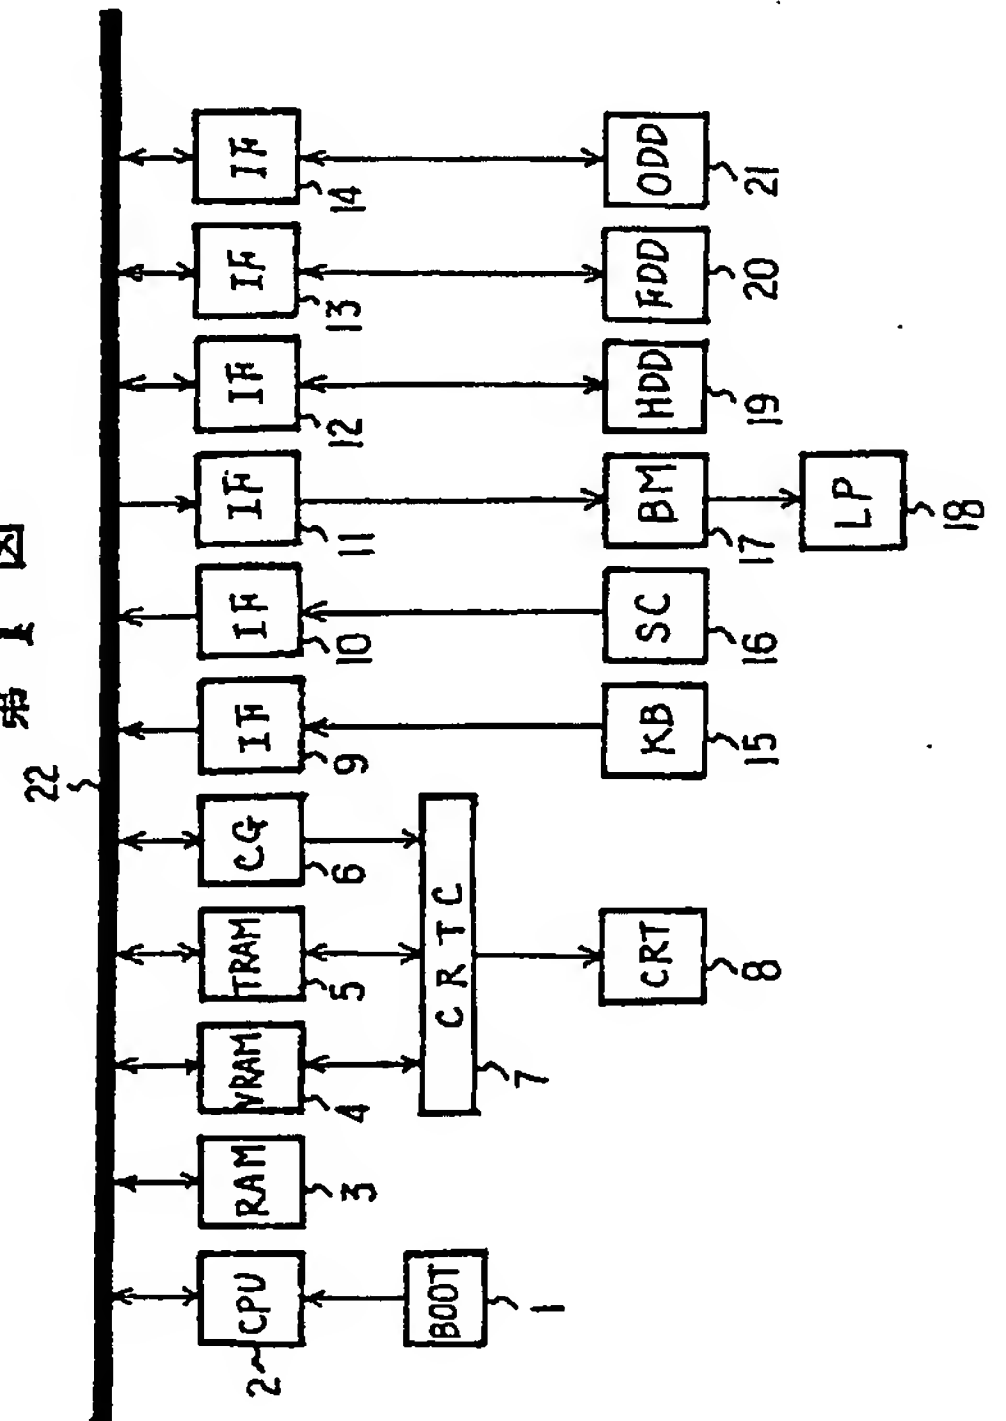 第 1 図
22
CPU
2
RAM
3
VRAM
4
TRAM
5
CG
6
IF
9
IF
10
IF
11
IF
12
IF
13
IF
14
BOOT
1
CRTC
7
CRT
8
KB
15
SC
16
BM
17
HDD
19
FDD
20
ODD
21
LP
18